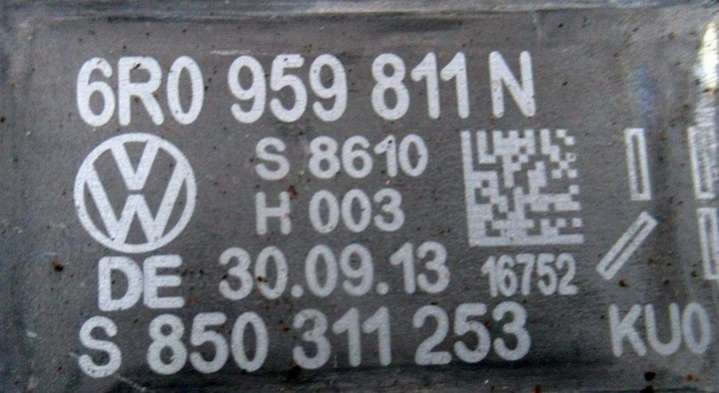 6R0 959 811 N
S 8610
H 003
DE 30.09.13 16752
S 850 311 253 KU0